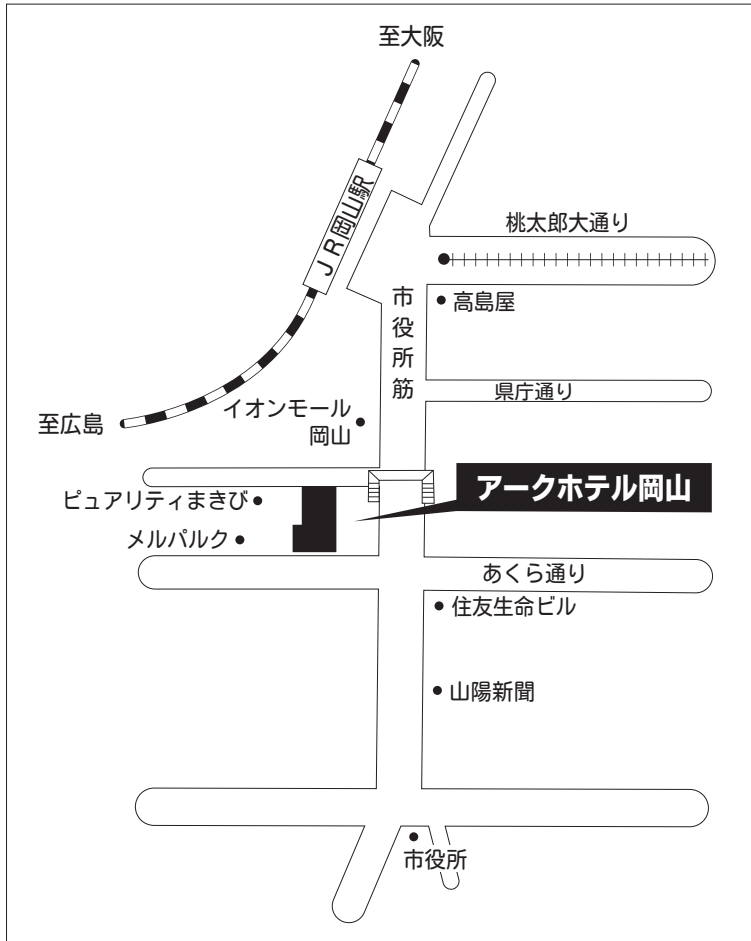 至大阪
JR岡山駅
桃太郎大通り
高島屋
市役所筋
県庁通り
イオンモール
岡山
至広島
アークホテル岡山
ピュアリティまきび
メルパルク
あくら通り
住友生命ビル
山陽新聞
市役所